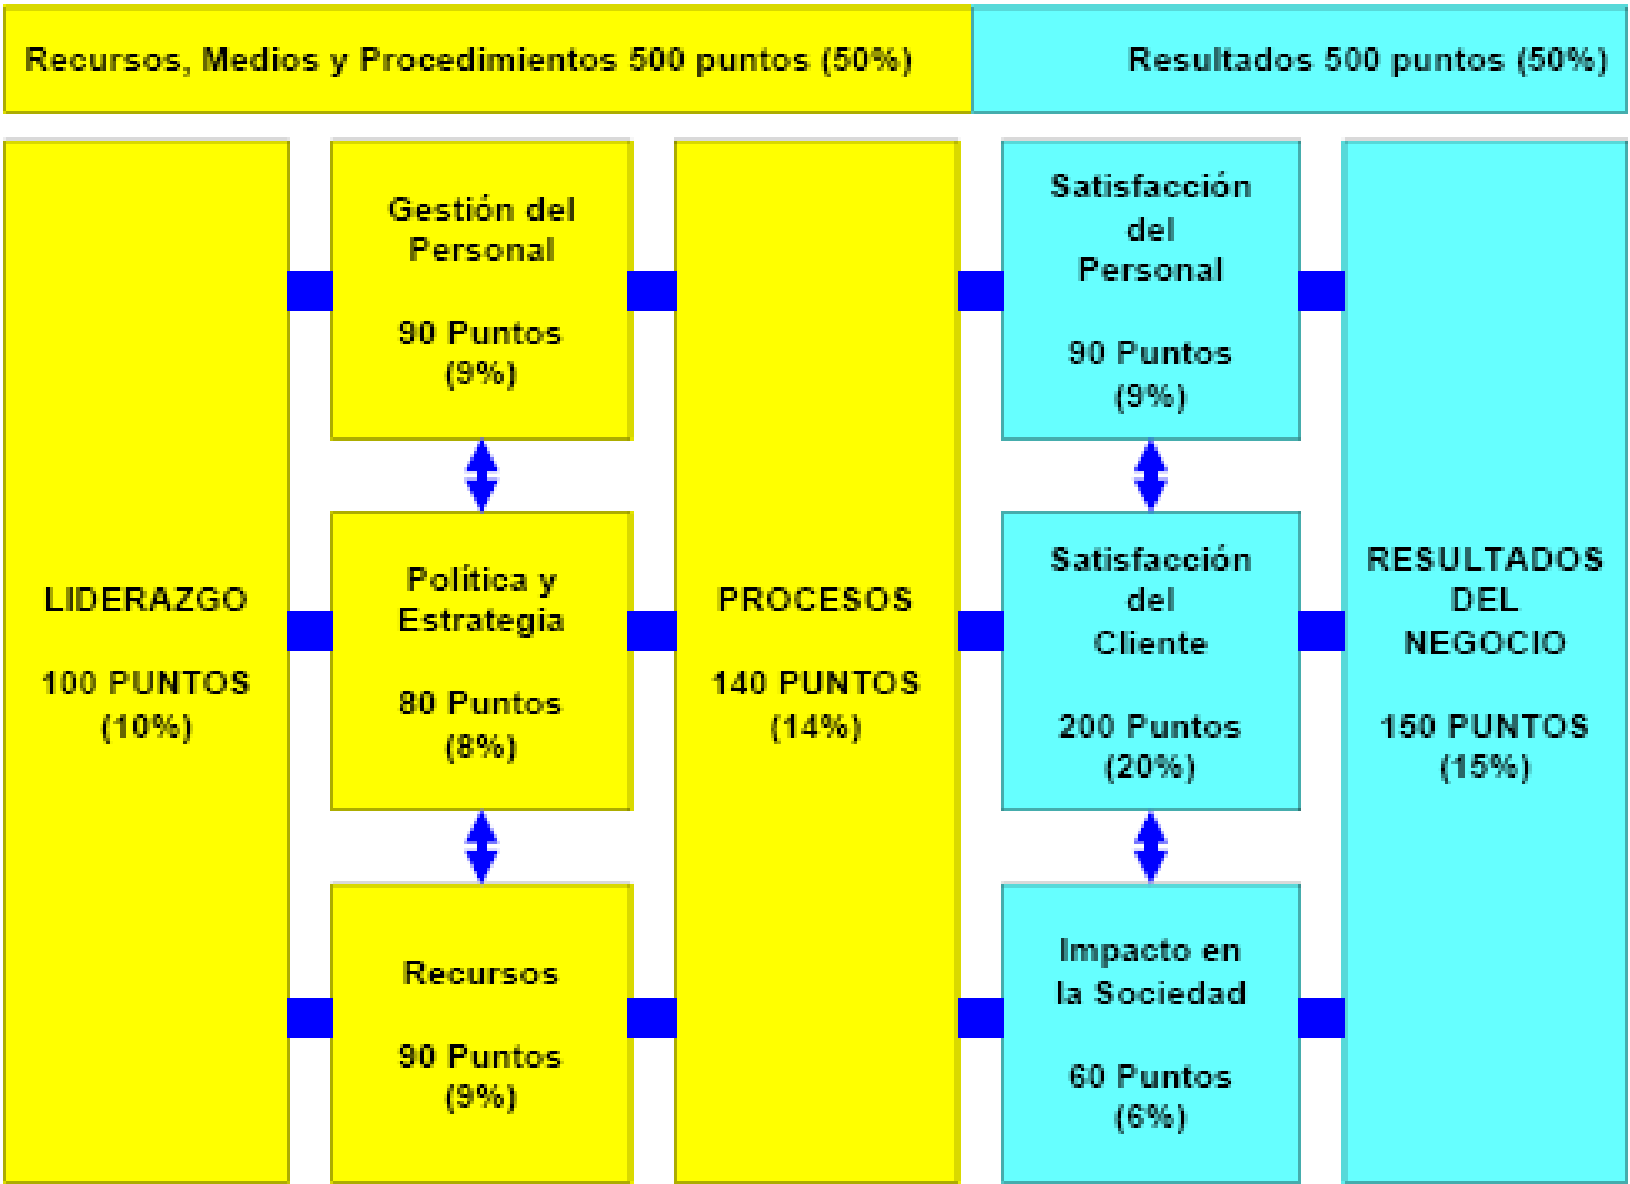 Recursos, Medios y Procedimientos 500 puntos (50%)
Resultados 500 puntos (50%)
LIDERAZGO
100 PUNTOS
(10%)
Gestión del
Personal
90 Puntos
(9%)
Política y
Estrategia
80 Puntos
(8%)
Recursos
90 Puntos
(9%)
PROCESOS
140 PUNTOS
(14%)
Satisfacción
del
Personal
90 Puntos
(9%)
Satisfacción
del
Cliente
200 Puntos
(20%)
Impacto en
la Sociedad
60 Puntos
(6%)
RESULTADOS
DEL
NEGOCIO
150 PUNTOS
(15%)